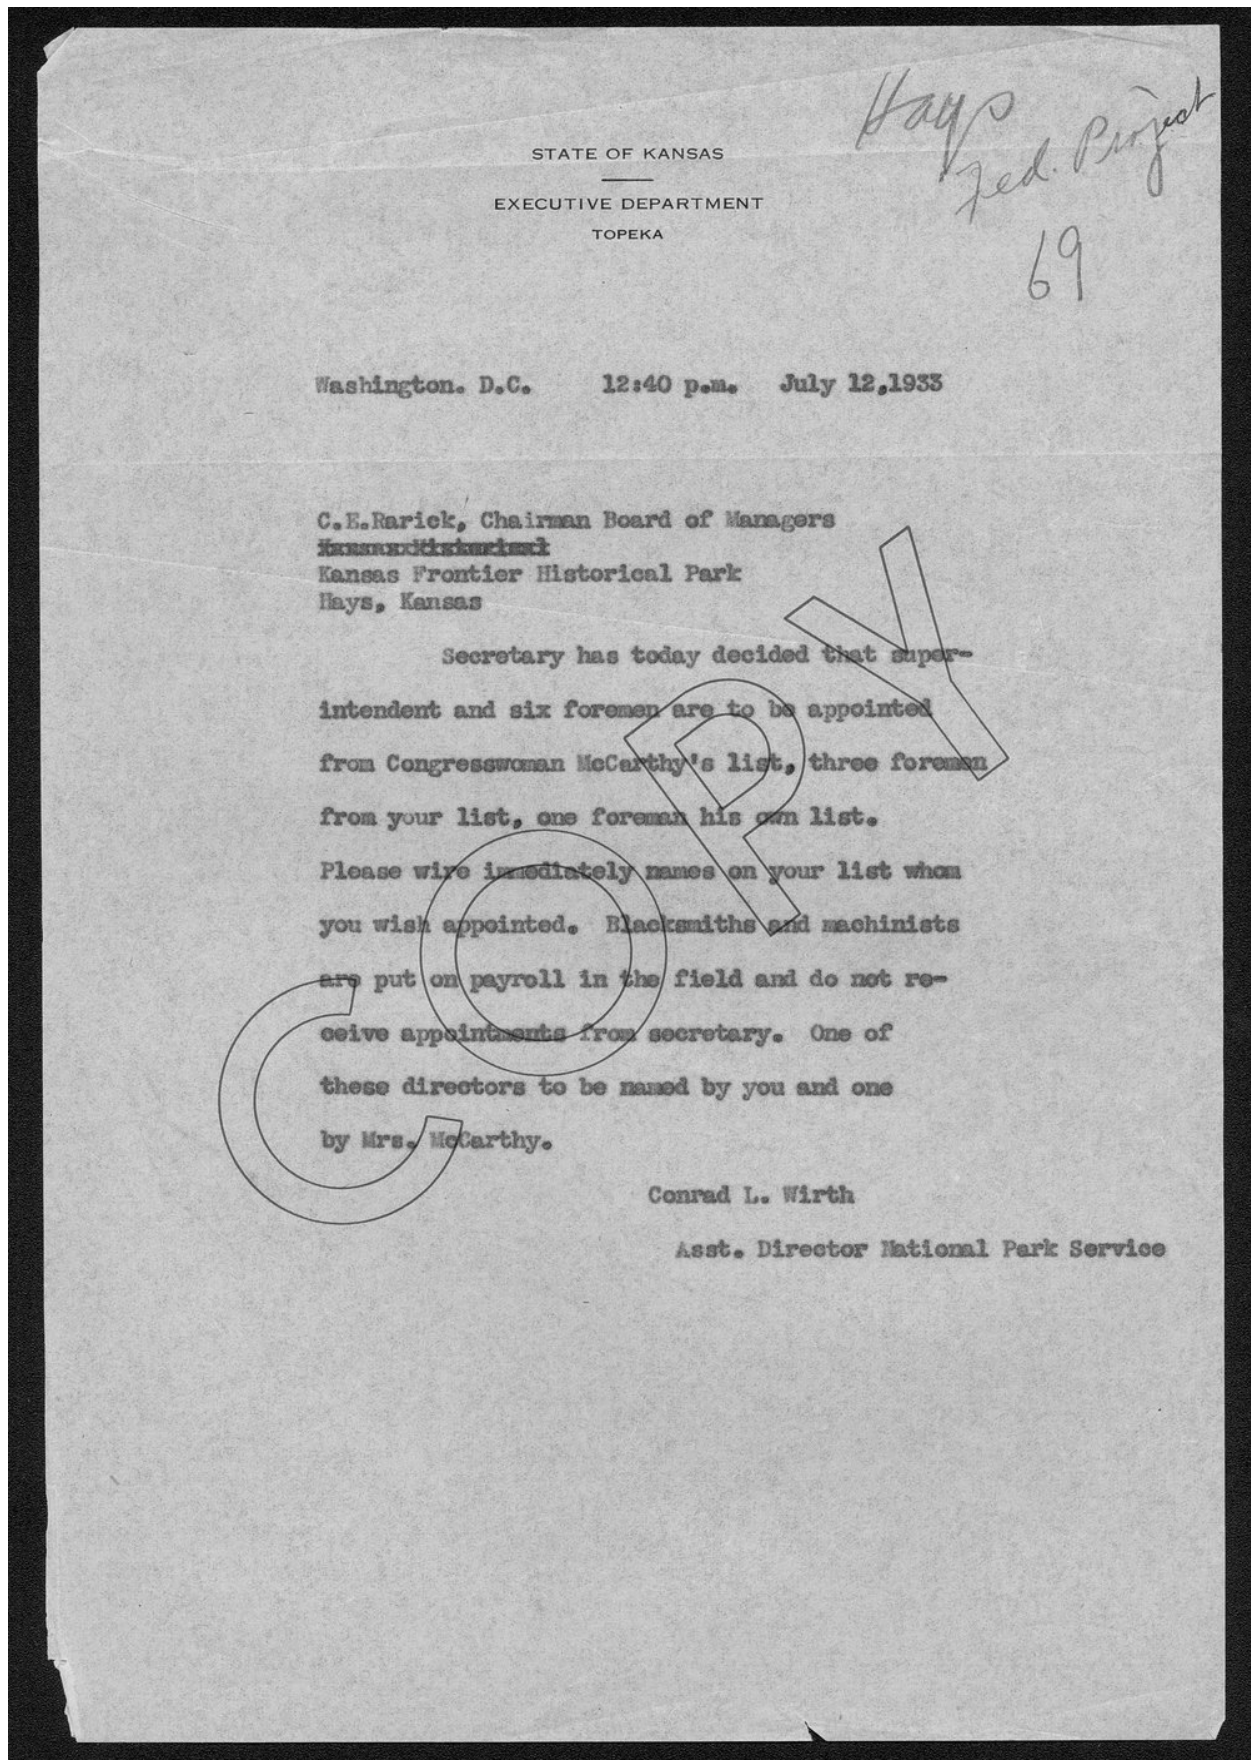 Hays
Fed. Project
69
STATE OF KANSAS
EXECUTIVE DEPARTMENT
TOPEKA
Washington. D.C. 12:40 p.m. July 12,1933
C.E.Rarick, Chairman Board of Managers
Kansas Historical
Kansas Frontier Historical Park
Hays, Kansas
Secretary has today decided that super-
intendent and six foremen are to be appointed
from Congresswoman McCarthy's list, three foremen
from your list, one foreman his own list.
Please wire immediately names on your list whom
you wish appointed. Blacksmiths and machinists
are put on payroll in the field and do not re-
ceive appointments from secretary. One of
these directors to be named by you and one
by Mrs. McCarthy.
Conrad L. Wirth
Asst. Director National Park Service
COPY